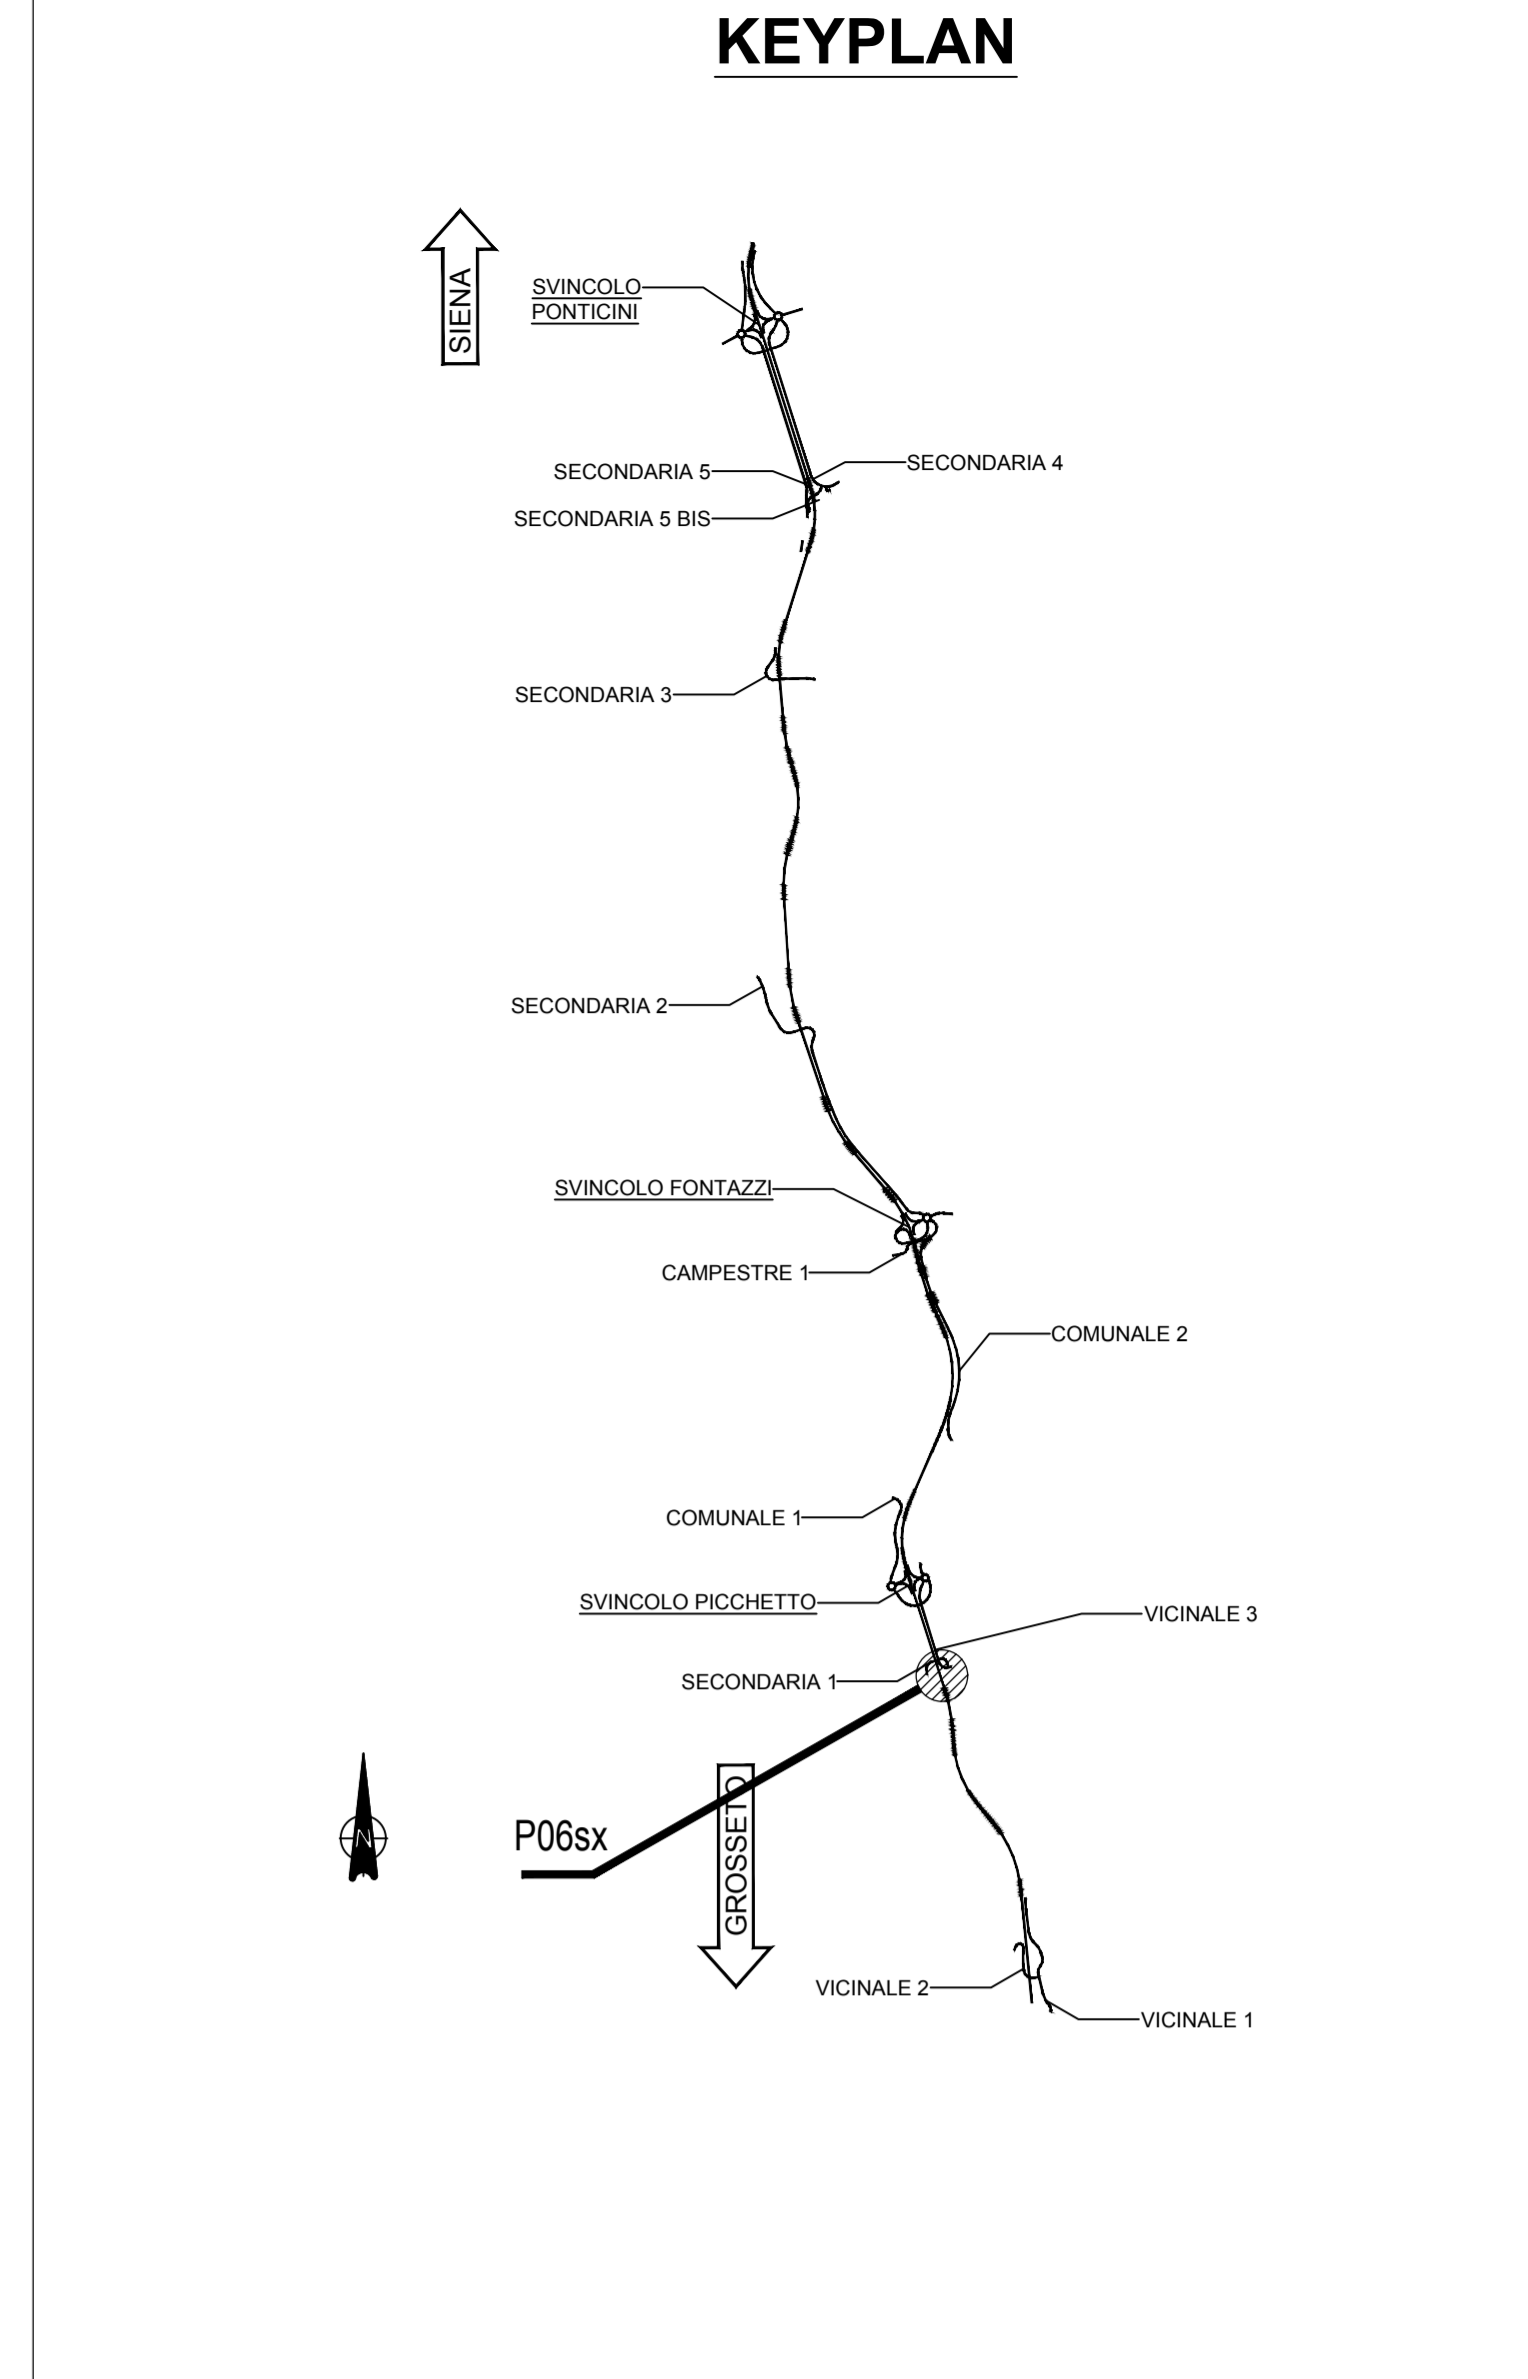 KEYPLAN
SIENA
SVINCOLO
PONTICINI
SECONDARIA 4
SECONDARIA 5
SECONDARIA 5 BIS
SECONDARIA 3
SECONDARIA 2
SVINCOLO FONTAZZI
CAMPESTRE 1
COMUNALE 2
COMUNALE 1
SVINCOLO PICCHETTO
VICINALE 3
SECONDARIA 1
P06sx
N
GROSSETO
VICINALE 2
VICINALE 1